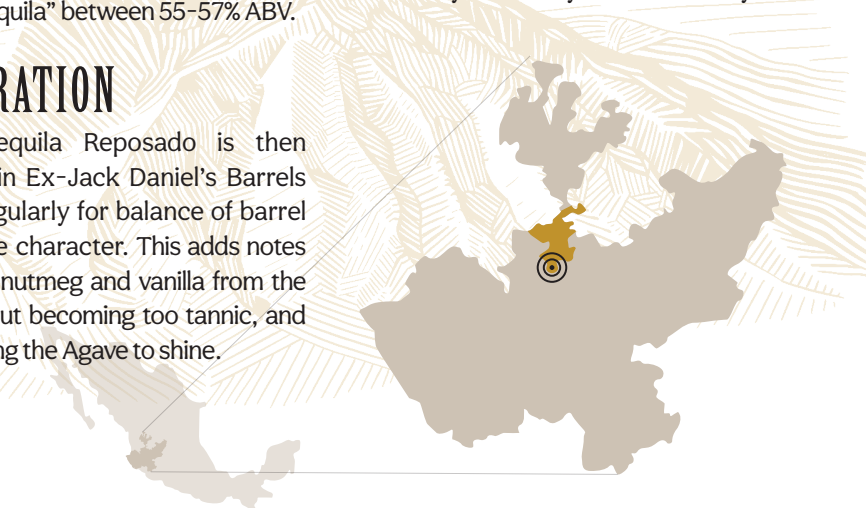 quila” between 55-57% ABV.
RATION
equila Reposado is then
in Ex-Jack Daniel’s Barrels
gularly for balance of barrel
e character. This adds notes
nutmeg and vanilla from the
ut becoming too tannic, and
ng the Agave to shine.